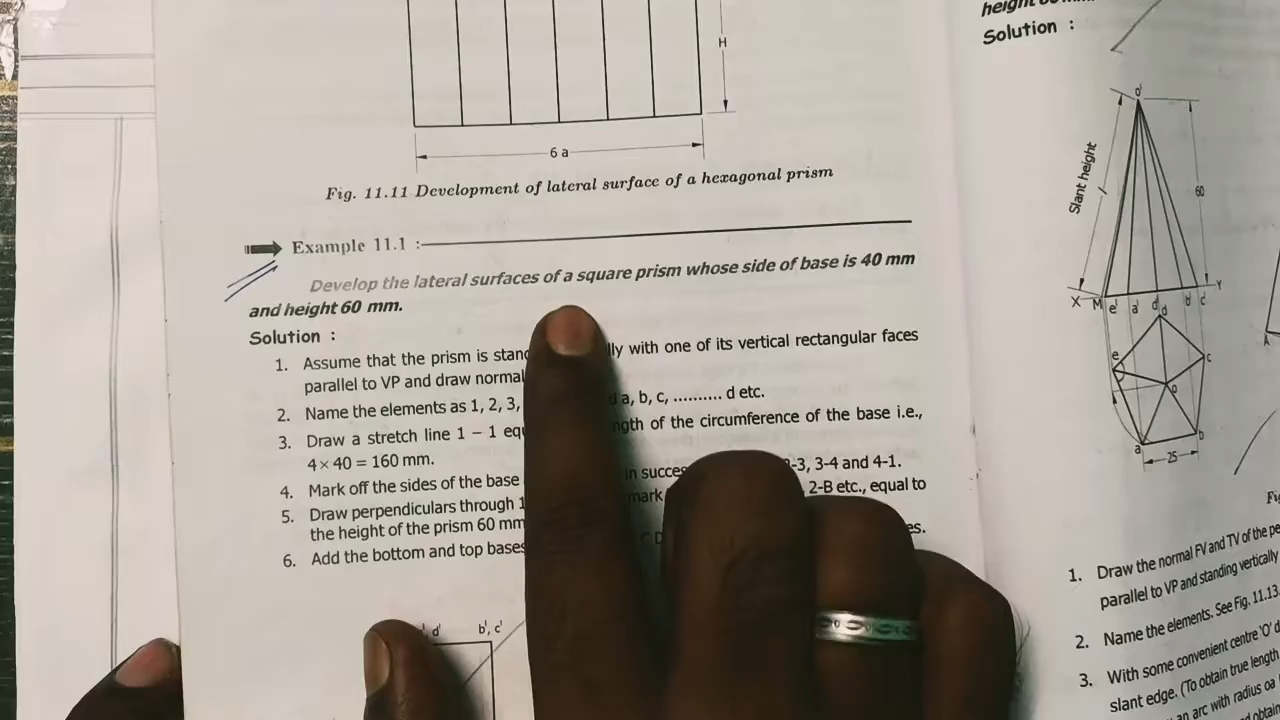 H
6 a
Fig. 11.11 Development of lateral surface of a hexagonal prism
Example 11.1 :
Develop the lateral surfaces of a square prism whose side of base is 40 mm
and height 60 mm.
Solution :
1. Assume that the prism is lly with one of its vertical rectangular faces
parallel to VP and draw normal
2. Name the elements as 1, 2, 3, a, b, c, .......... d etc.
3. Draw a stretch line 1 – 1 ngth of the circumference of the base i.e.,
4 × 40 = 160 mm.
4. Mark off the sides of the base in -3, 3-4 and 4-1.
5. Draw perpendiculars through 1 mark 2-B etc., equal to
the height of the prism 60 mm
6. Add the bottom and top bases es.
d' b', c'
Solution :
o'
Slant height
60
X M e' a' d' d b' c' Y
e c
o
a b
25
1. Draw the normal FV and TV of the
parallel to VP and standing vertically
2. Name the elements. See Fig. 11.13.
3. With some convenient centre 'O'
slant edge. (To obtain true length
an arc with radius oa